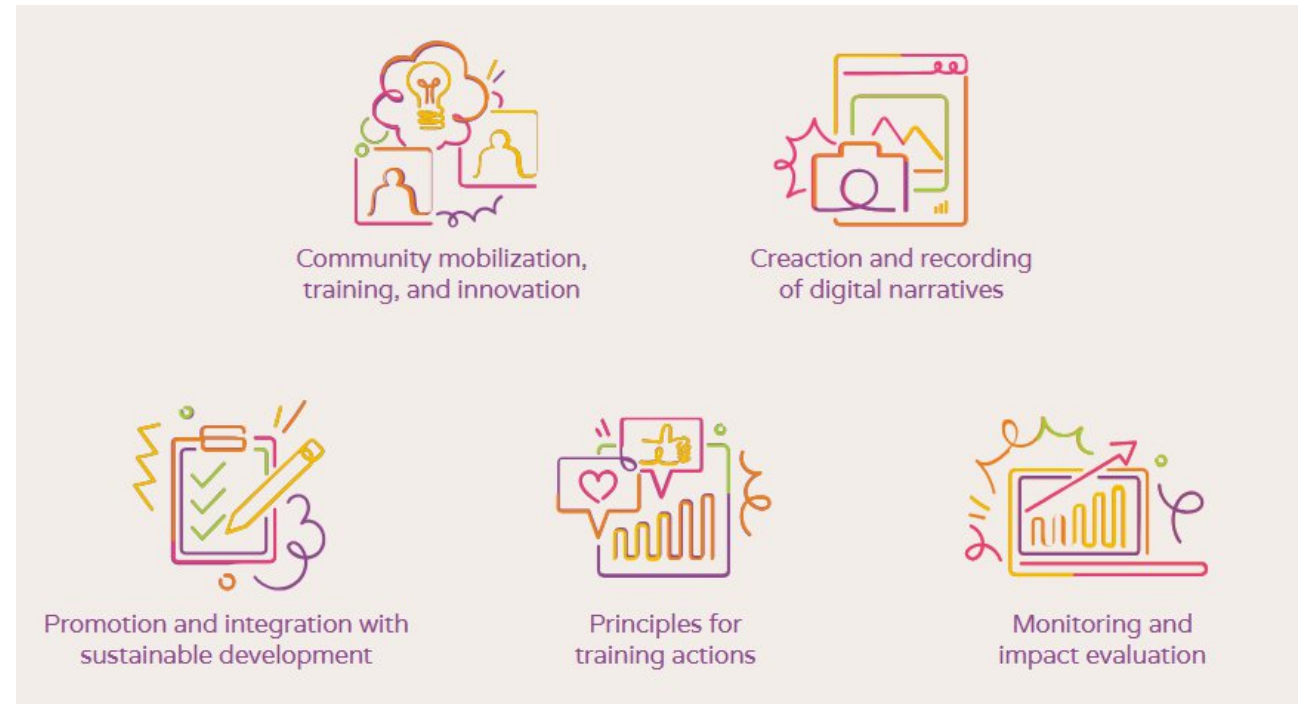 Community mobilization,
training, and innovation
Creaction and recording
of digital narratives
Promotion and integration with
sustainable development
Principles for
training actions
Monitoring and
impact evaluation